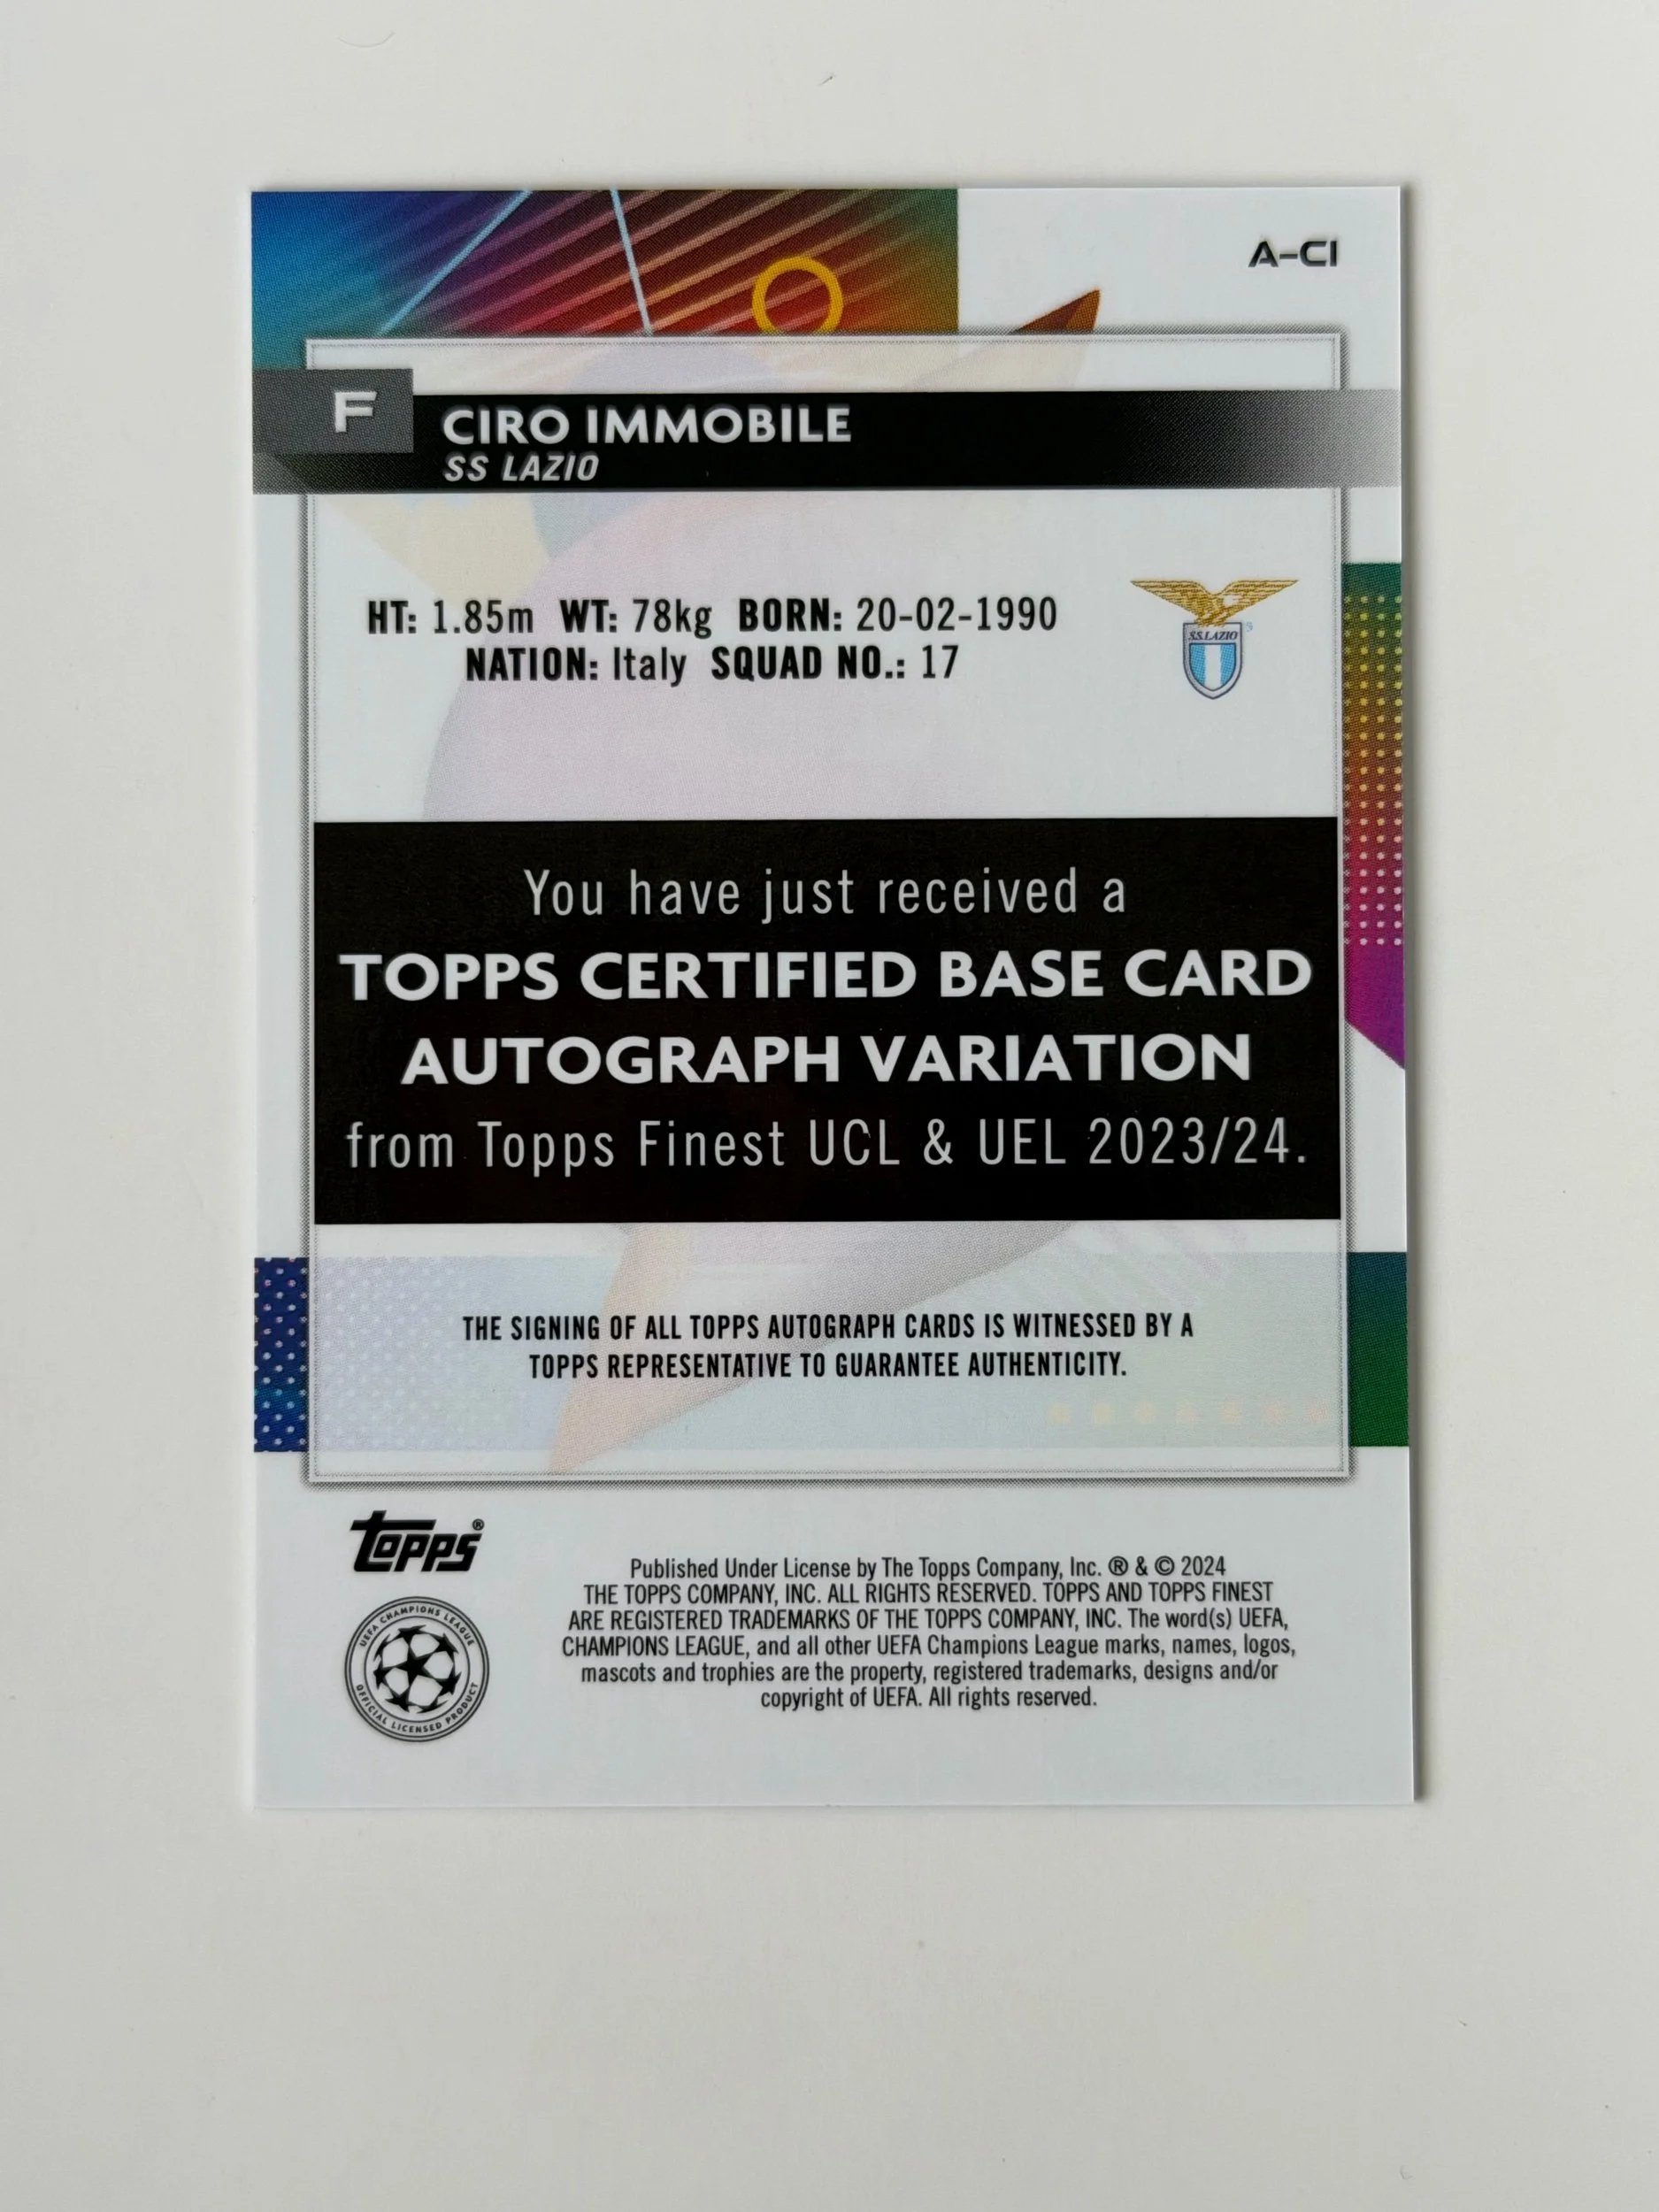 A-CI
F
CIRO IMMOBILE
SS LAZIO
HT: 1.85m WT: 78kg BORN: 20-02-1990
NATION: Italy SQUAD NO.: 17
S.S.LAZIO
You have just received a
TOPPS CERTIFIED BASE CARD
AUTOGRAPH VARIATION
from Topps Finest UCL & UEL 2023/24.
THE SIGNING OF ALL TOPPS AUTOGRAPH CARDS IS WITNESSED BY A
TOPPS REPRESENTATIVE TO GUARANTEE AUTHENTICITY.
Topps®
UEFA CHAMPIONS LEAGUE
OFFICIAL LICENSED PRODUCT
Published Under License by The Topps Company, Inc. ® & © 2024
THE TOPPS COMPANY, INC. ALL RIGHTS RESERVED. TOPPS AND TOPPS FINEST
ARE REGISTERED TRADEMARKS OF THE TOPPS COMPANY, INC. The word(s) UEFA,
CHAMPIONS LEAGUE, and all other UEFA Champions League marks, names, logos,
mascots and trophies are the property, registered trademarks, designs and/or
copyright of UEFA. All rights reserved.